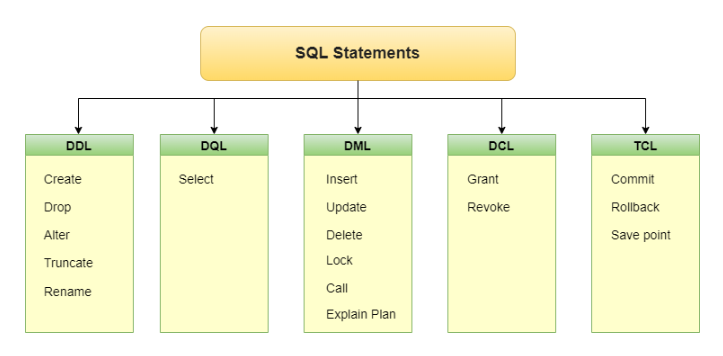 SQL Statements
DDL
Create
Drop
Alter
Truncate
Rename
DQL
Select
DML
Insert
Update
Delete
Lock
Call
Explain Plan
DCL
Grant
Revoke
TCL
Commit
Rollback
Save point